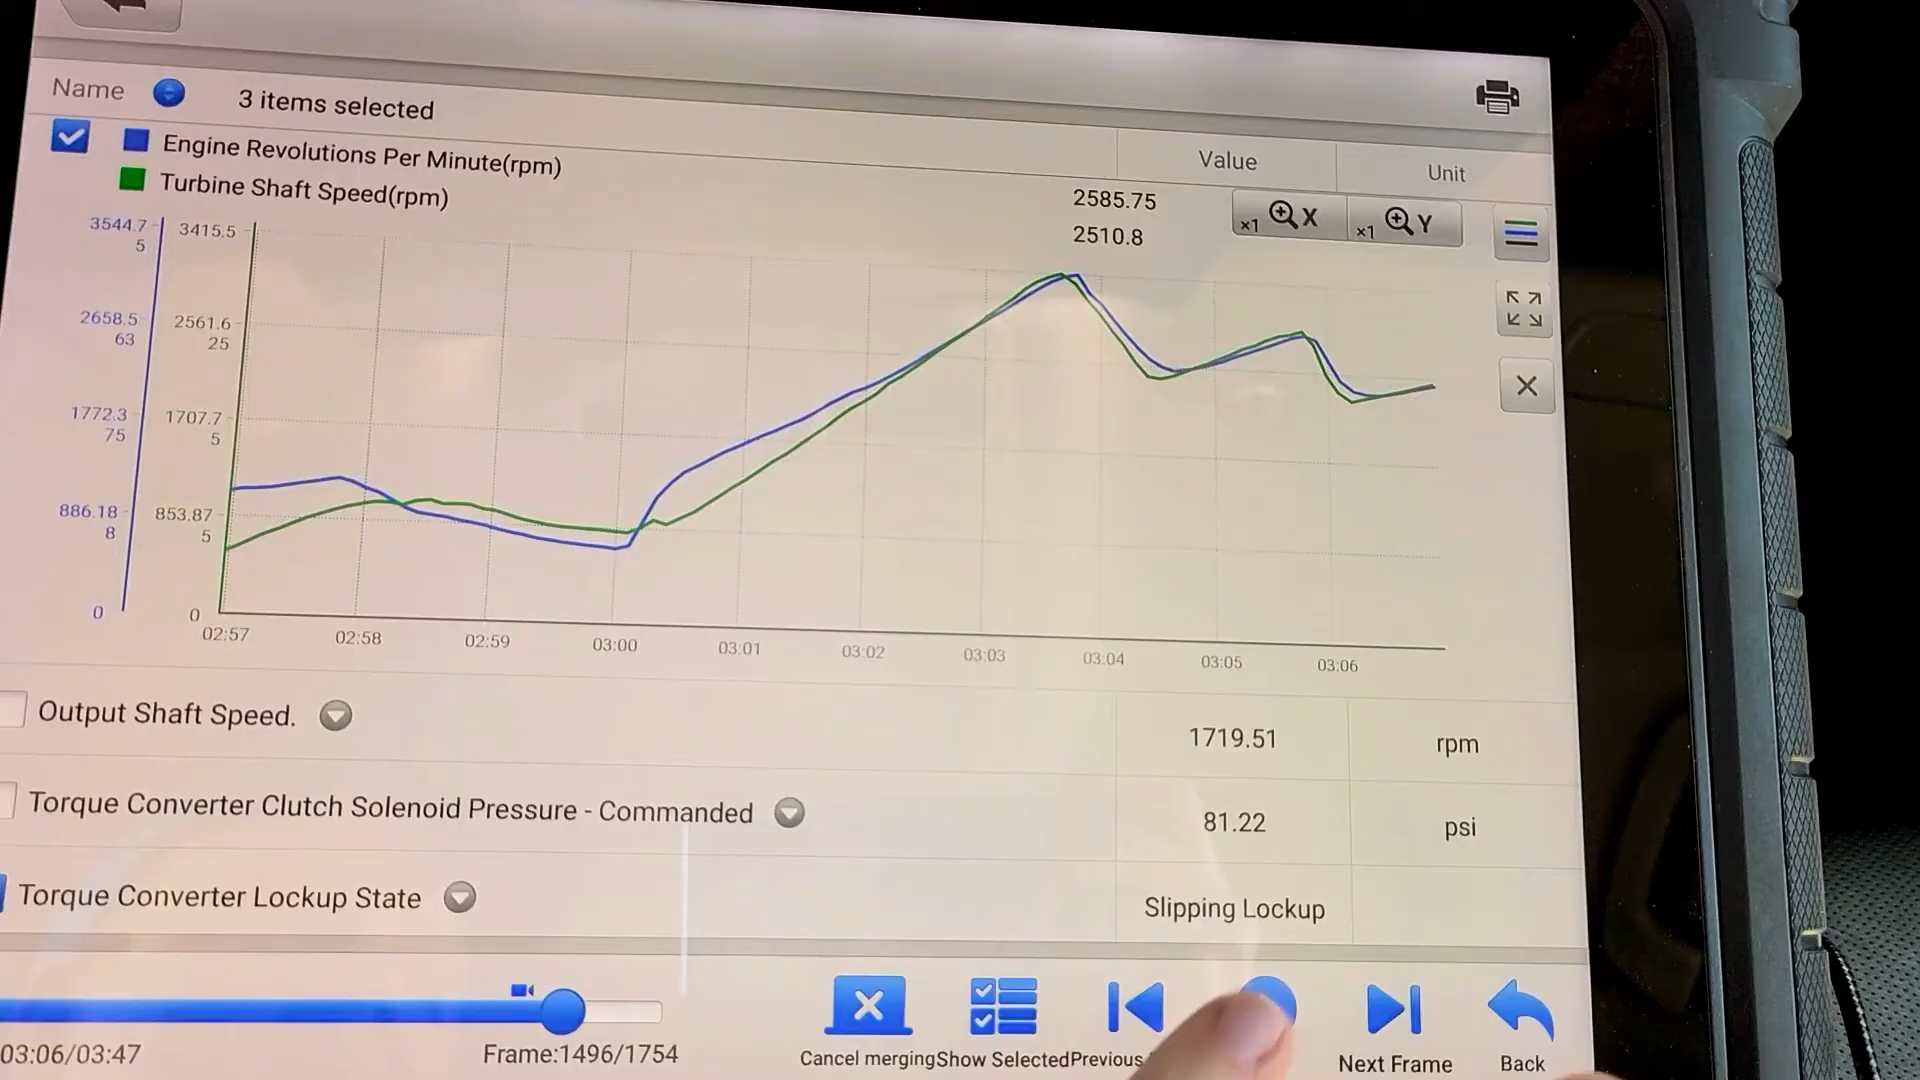 Name 3 items selected
Engine Revolutions Per Minute(rpm)
Value Unit
Turbine Shaft Speed(rpm)
2585.75
2510.8
x1 X x1 Y
3544.7
5
3415.5
2658.5
63
2561.6
25
1772.3
75
1707.7
5
886.18
8
853.87
5
0 0
02:57 02:58 02:59 03:00 03:01 03:02 03:03 03:04 03:05 03:06
Output Shaft Speed. 1719.51 rpm
Torque Converter Clutch Solenoid Pressure - Commanded 81.22 psi
Torque Converter Lockup State Slipping Lockup
03:06/03:47 Frame:1496/1754
Cancel merging Show Selected Previous Next Frame Back